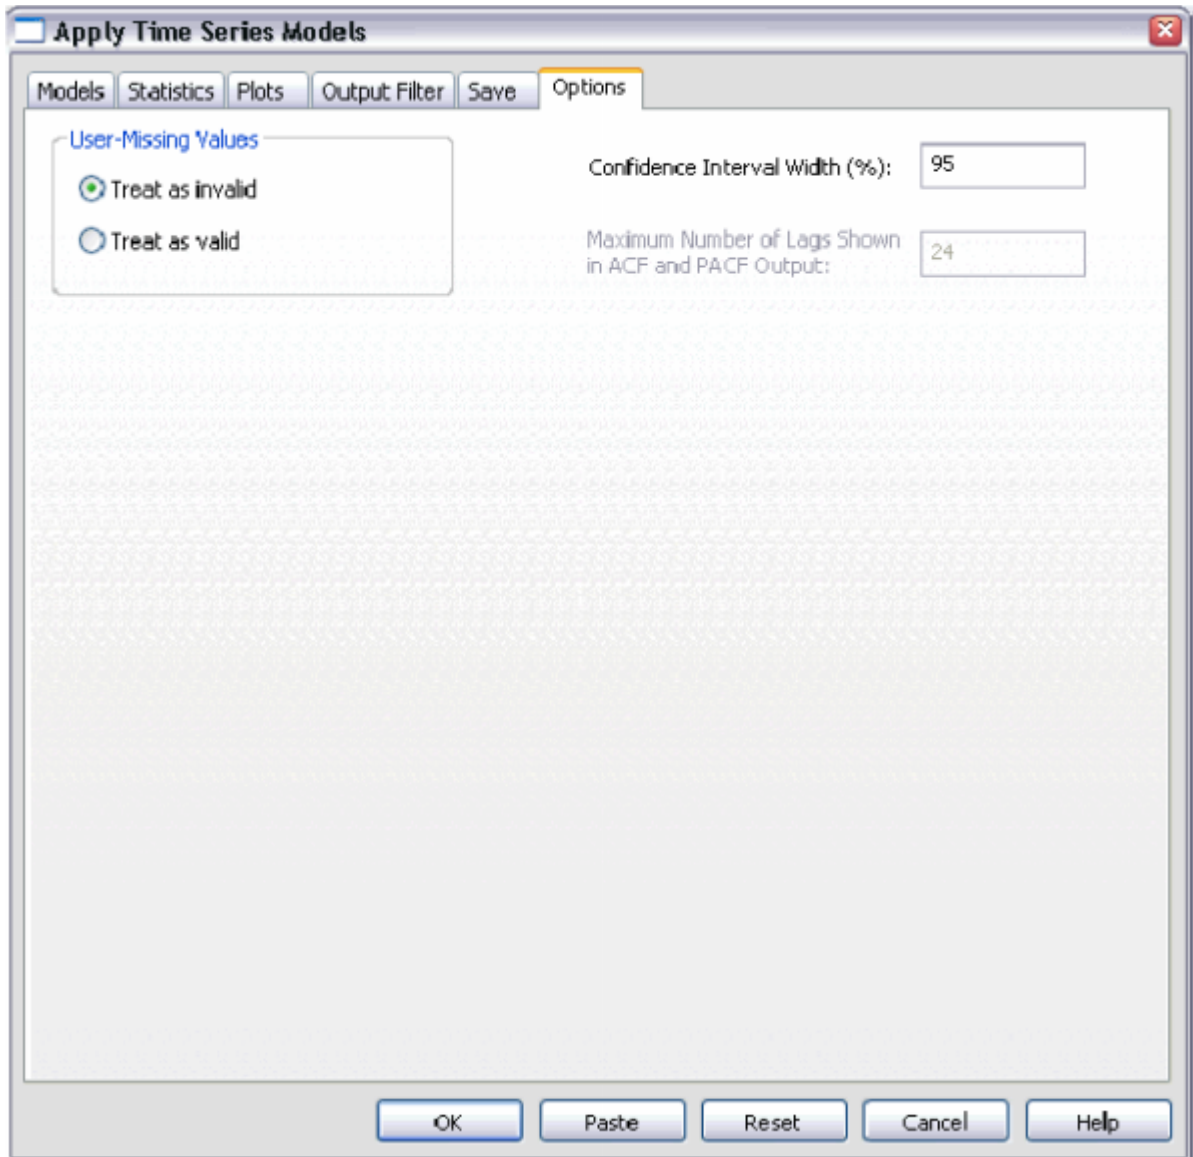 Apply Time Series Models
Models Statistics Plots Output Filter Save Options
User-Missing Values
Treat as invalid
Treat as valid
Confidence Interval Width (%): 95
Maximum Number of Lags Shown
in ACF and PACF Output: 24
OK Paste Reset Cancel Help